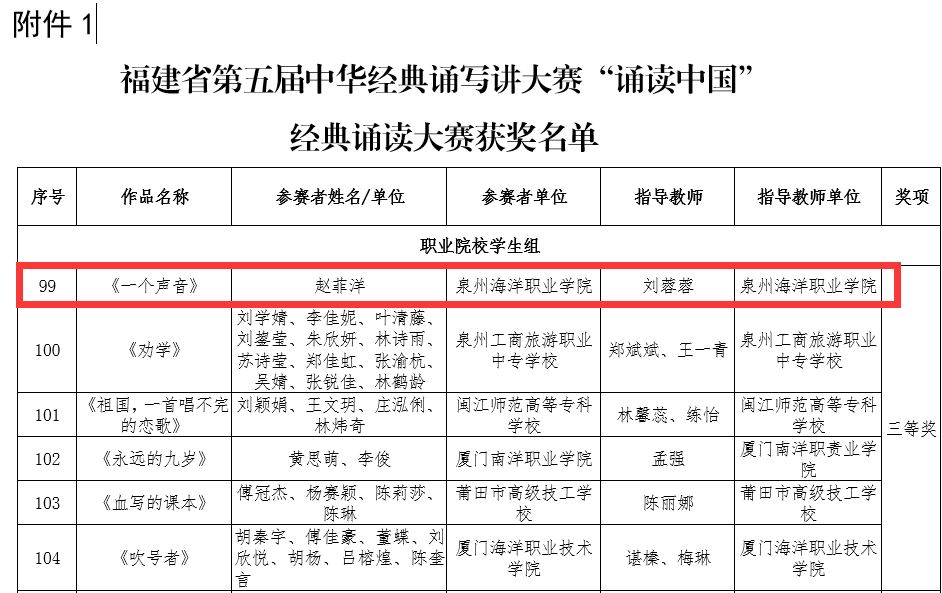 附件 1
福建省第五届中华经典诵写讲大赛“诵读中国”
经典诵读大赛获奖名单
序号 作品名称 参赛者姓名/单位 参赛者单位 指导教师 指导教师单位 奖项
职业院校学生组
99 《一个声音》 赵菲洋 泉州海洋职业学院 刘蓉蓉 泉州海洋职业学院
刘学婧、李佳妮、叶清藤、
刘鎏莹、朱欣妍、林诗雨、
苏诗莹、郑佳虹、张渝杭、
吴婧、张锐佳、林鹤龄
100 《劝学》 泉州工商旅游职业
中专学校 郑斌斌、王一青 泉州工商旅游职业
中专学校
101 《祖国，一首唱不完
的恋歌》 刘颖娟、王文玥、庄泓俐、
林炜奇 闽江师范高等专科
学校 林馨蕊、练怡 闽江师范高等专科
学校
三等奖
102 《永远的九岁》 黄思萌、李俊 厦门南洋职业学院 孟强 厦门南洋职责业学
院
103 《血写的课本》 傅冠杰、杨赛颖、陈莉莎、
陈琳 莆田市高级技工学
校 陈丽娜 莆田市高级技工学
校
104 《吹号者》 胡秦宇、傅佳豪、董蝶、刘
欣悦、胡杨、吕榕煌、陈奎
言 厦门海洋职业技术
学院 谌榛、梅琳 厦门海洋职业技术
学院